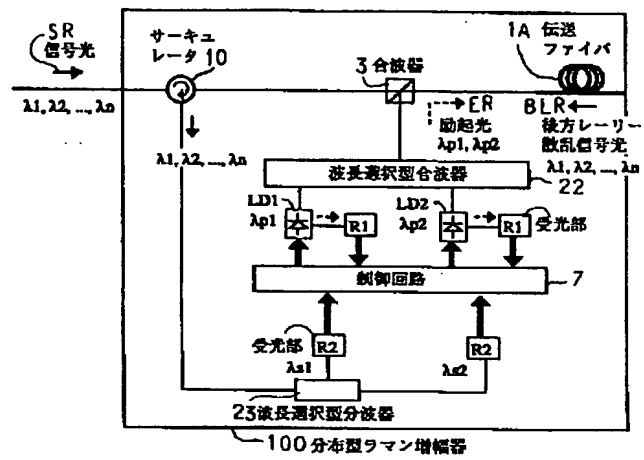 SR
信号光
λ1, λ2, ..., λn
サーキュ
レータ 10
λ1, λ2, ..., λn
3 合波器
1A 伝送
ファイバ
ER
励起光
λp1, λp2
BLR
後方レーリー
散乱信号光
λ1, λ2, ..., λn
波長選択型合波器
22
LD1
λp1
R1
LD2
λp2
R1
受光部
制御回路
7
受光部
R2
λs1
R2
λs2
23 波長選択型分波器
100 分布型ラマン増幅器